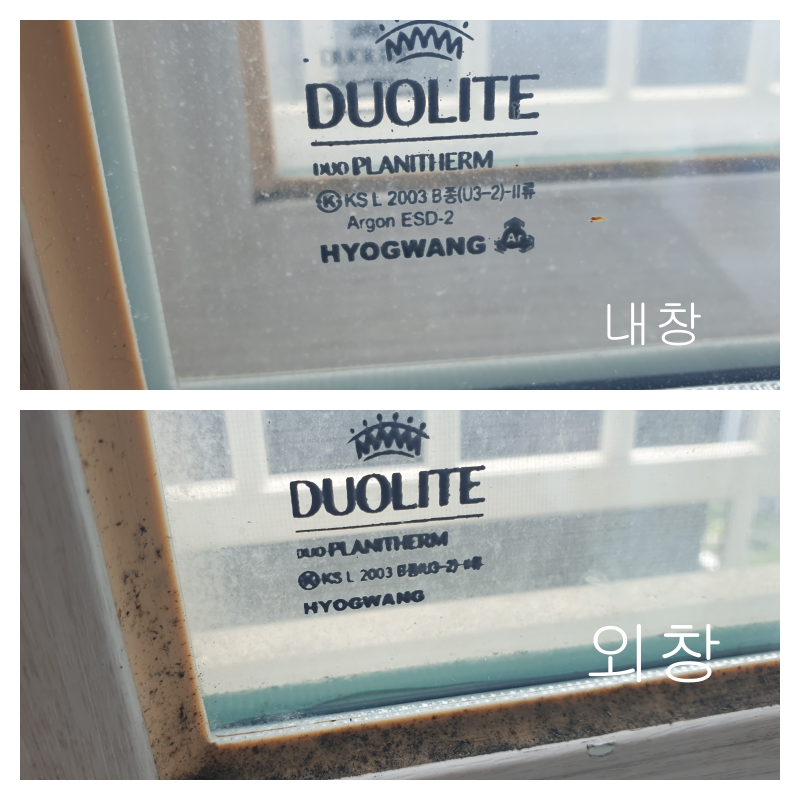 DUOLITE
DUO PLANITHERM
Ⓚ KS L 2003 B종(U3-2)-II류
Argon ESD-2
HYOGWANG Ar
내창
DUOLITE
DUO PLANITHERM
Ⓚ KS L 2003 B종(U3-2)-II류
HYOGWANG
외창